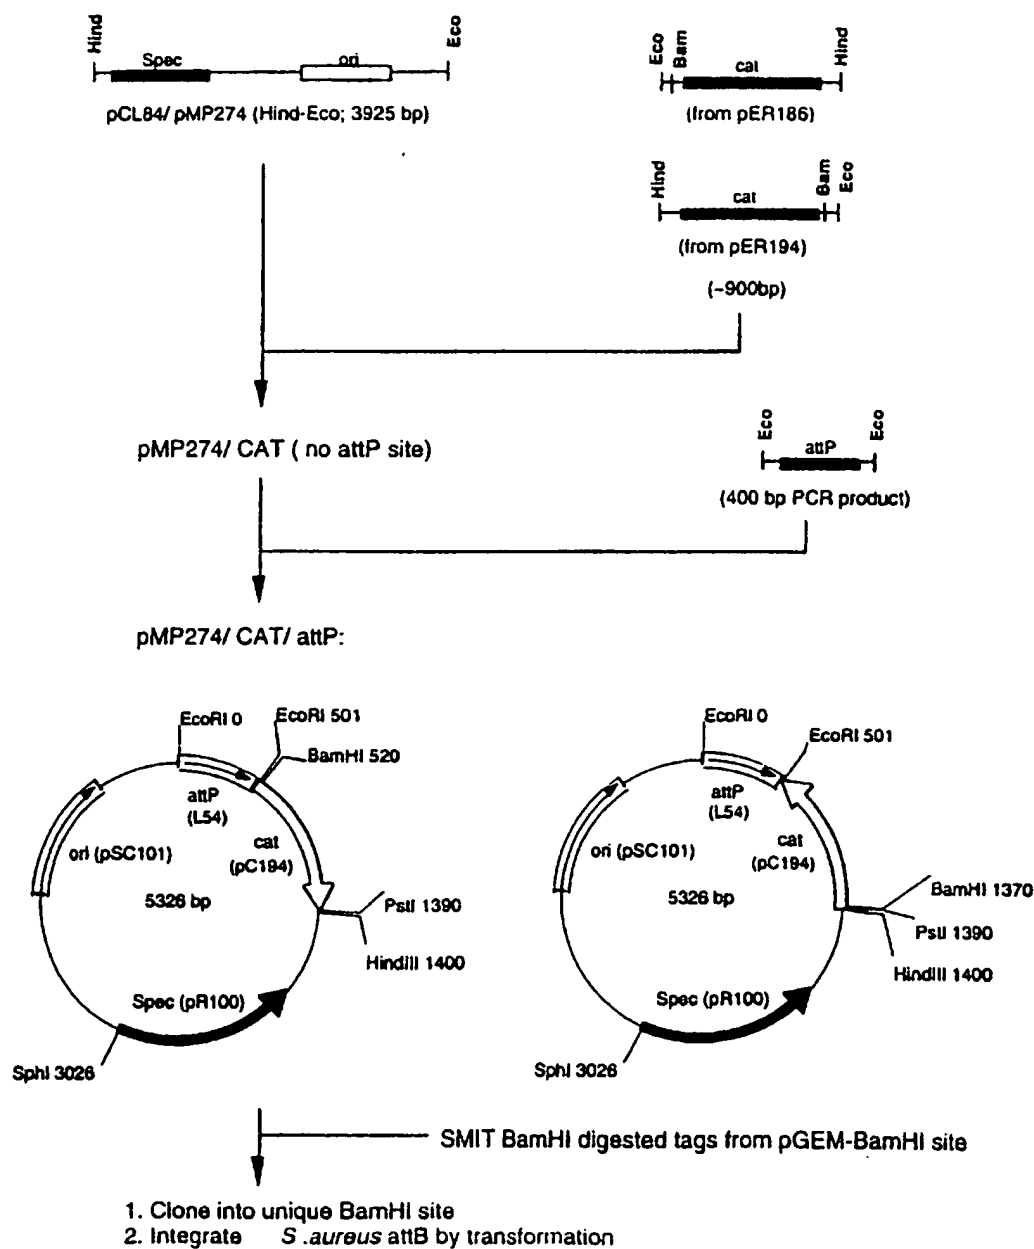 Hind
Spec
ori
Eco
pCL84/ pMP274 (Hind-Eco; 3925 bp)
Eco
Bam
cat
Hind
(from pER186)
Hind
cat
Bam
Eco
(from pER194)
(~900bp)
pMP274/ CAT ( no attP site)
Eco
attP
Eco
(400 bp PCR product)
pMP274/ CAT/ attP:
EcoRI 0
EcoRI 501
BamHI 520
attP
(L54)
ori (pSC101)
cat
(pC194)
5326 bp
PstI 1390
HindIII 1400
Spec (pR100)
SphI 3026
EcoRI 0
EcoRI 501
attP
(L54)
ori (pSC101)
cat
(pC194)
5326 bp
BamHI 1370
PstI 1390
HindIII 1400
Spec (pR100)
SphI 3026
SMIT BamHI digested tags from pGEM-BamHI site
1. Clone into unique BamHI site
2. Integrate S .aureus attB by transformation